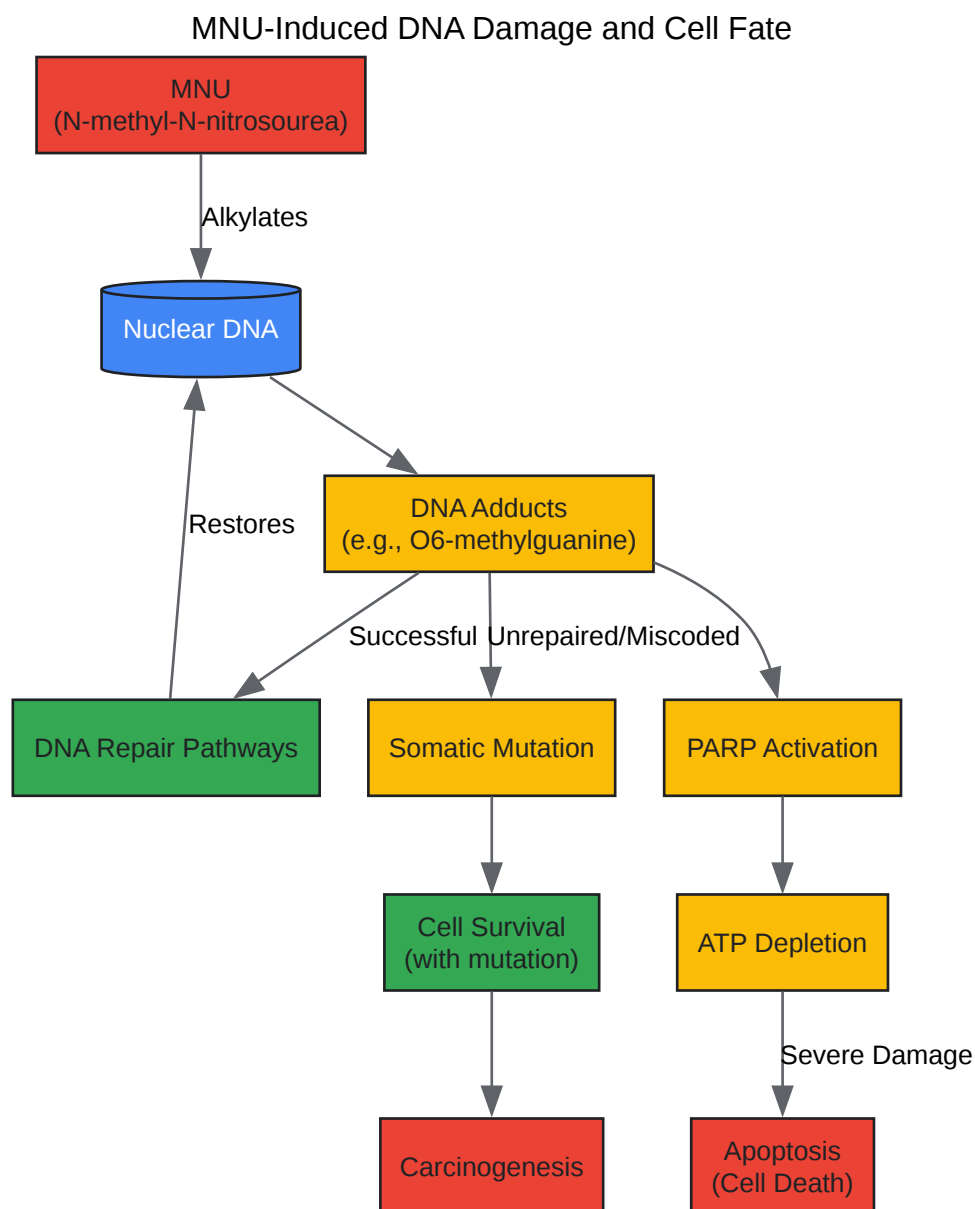 MNU-Induced DNA Damage and Cell Fate
MNU
(N-methyl-N-nitrosourea)
Alkylates
Nuclear DNA
DNA Adducts
(e.g., O6-methylguanine)
Restores
Successful
Unrepaired/Miscoded
DNA Repair Pathways
Somatic Mutation
PARP Activation
Cell Survival
(with mutation)
ATP Depletion
Severe Damage
Carcinogenesis
Apoptosis
(Cell Death)